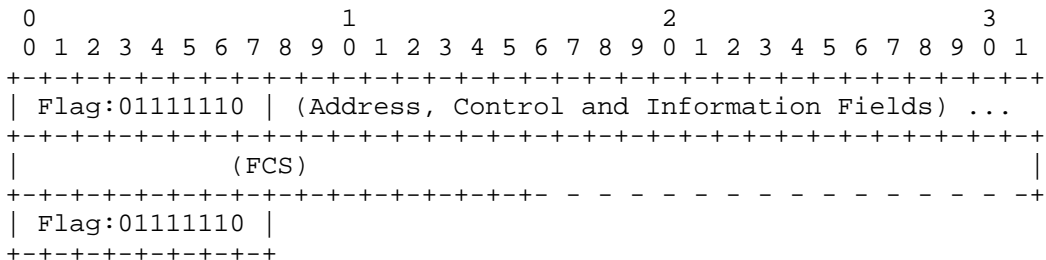 0                   1                   2                   3
 0 1 2 3 4 5 6 7 8 9 0 1 2 3 4 5 6 7 8 9 0 1 2 3 4 5 6 7 8 9 0 1
+-+-+-+-+-+-+-+-+-+-+-+-+-+-+-+-+-+-+-+-+-+-+-+-+-+-+-+-+-+-+-+-+
| Flag:01111110 | (Address, Control and Information Fields) ...
+-+-+-+-+-+-+-+-+-+-+-+-+-+-+-+-+-+-+-+-+-+-+-+-+-+-+-+-+-+-+-+-+
|             (FCS)                                             |
+-+-+-+-+-+-+-+-+-+-+-+-+-+-+-+-+- - - - - - - - - - - - - - - -+
| Flag:01111110 |
+-+-+-+-+-+-+-+-+